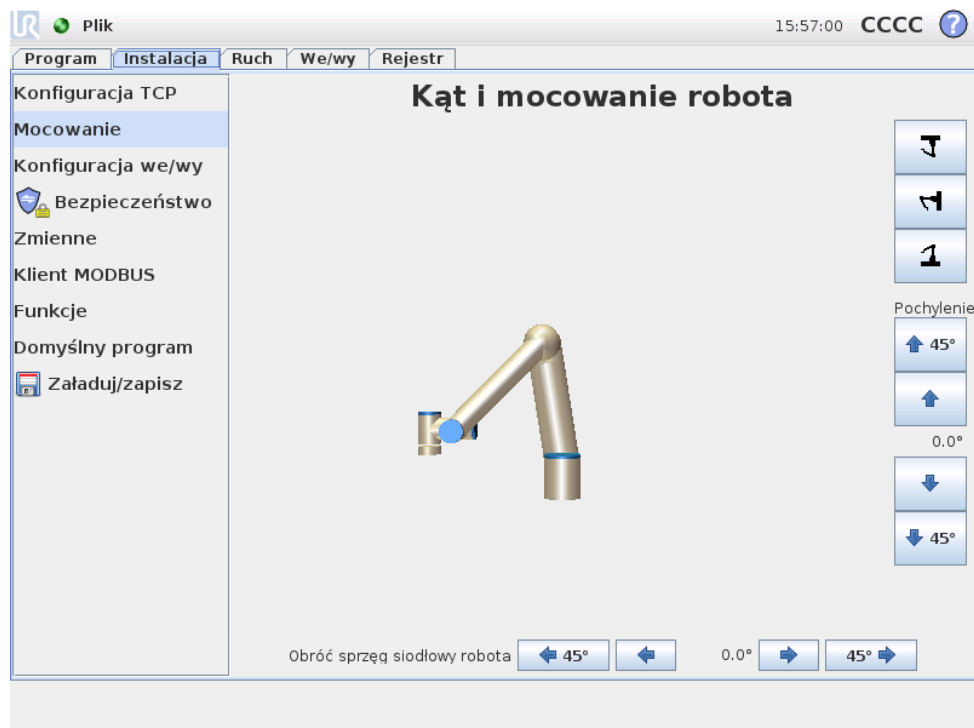 UR Plik 15:57:00 CCCC ?
Program Instalacja Ruch We/wy Rejestr
Konfiguracja TCP
Mocowanie
Konfiguracja we/wy
Bezpieczeństwo
Zmienne
Klient MODBUS
Funkcje
Domyślny program
Załaduj/zapisz
Kąt i mocowanie robota
Pochylenie
45°
0.0°
45°
Obróć sprzęg siodłowy robota 45° 0.0° 45°